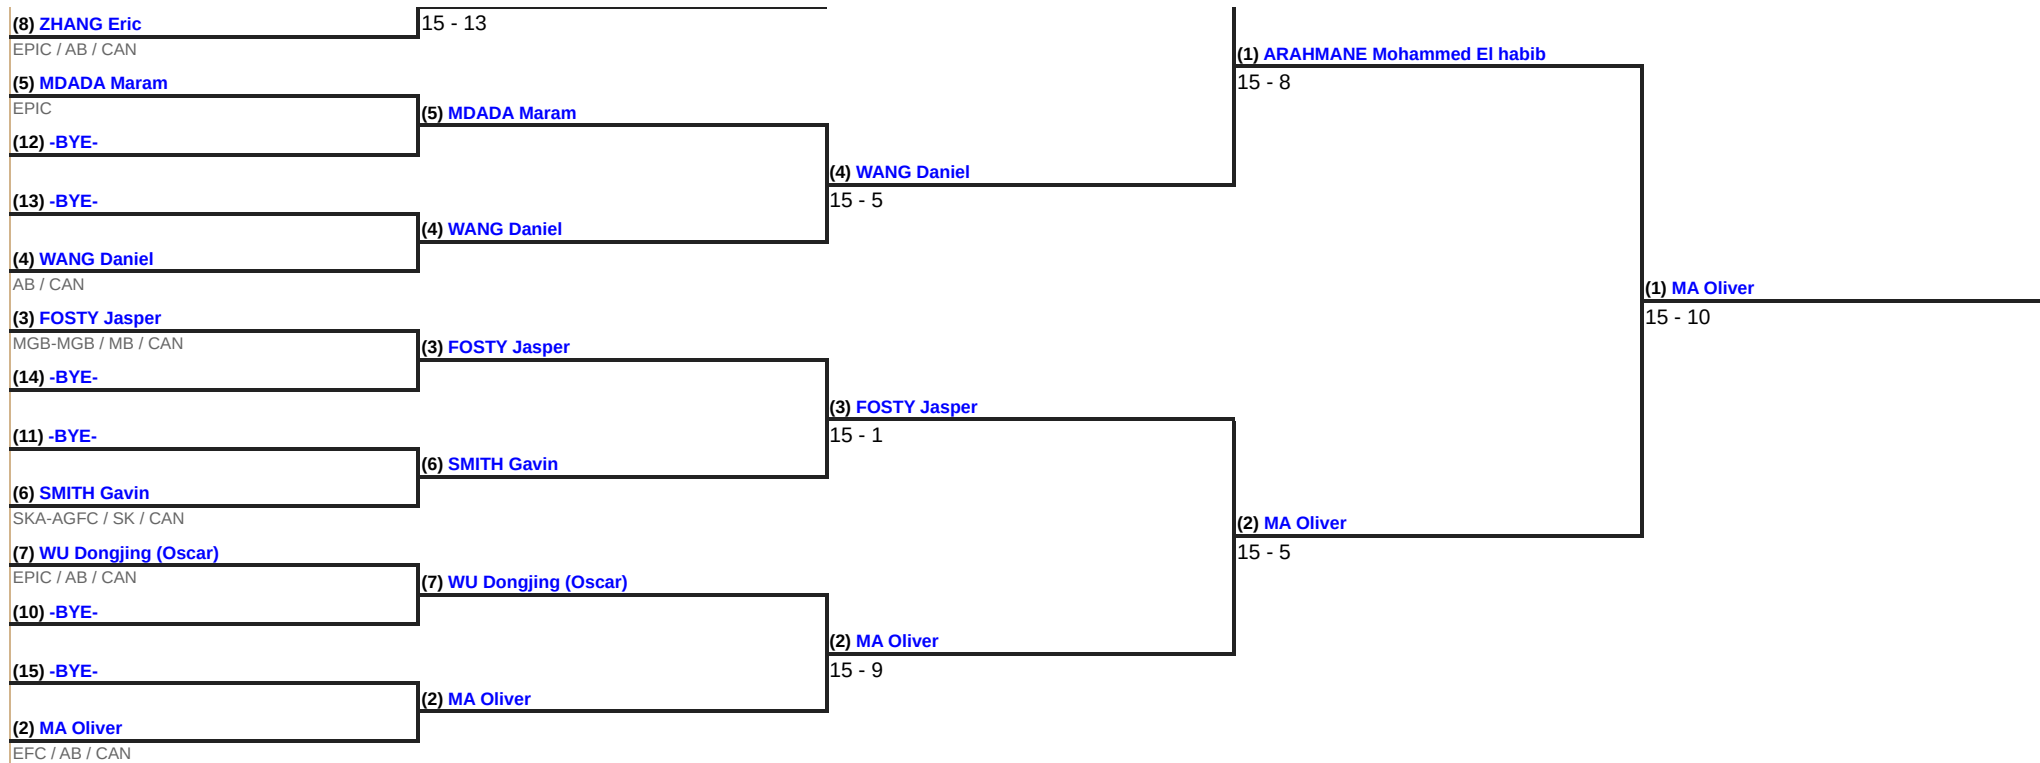 (8) ZHANG Eric
EPIC / AB / CAN
(5) MDADA Maram
EPIC
(12) -BYE-
(13) -BYE-
(4) WANG Daniel
AB / CAN
(3) FOSTY Jasper
MGB-MGB / MB / CAN
(14) -BYE-
(11) -BYE-
(6) SMITH Gavin
SKA-AGFC / SK / CAN
(7) WU Dongjing (Oscar)
EPIC / AB / CAN
(10) -BYE-
(15) -BYE-
(2) MA Oliver
EFC / AB / CAN
15 - 13
(5) MDADA Maram
(4) WANG Daniel
(3) FOSTY Jasper
(6) SMITH Gavin
(7) WU Dongjing (Oscar)
(2) MA Oliver
(4) WANG Daniel
15 - 5
(3) FOSTY Jasper
15 - 1
(2) MA Oliver
15 - 9
(1) ARAHMANE Mohammed El habib
15 - 8
(2) MA Oliver
15 - 5
(1) MA Oliver
15 - 10